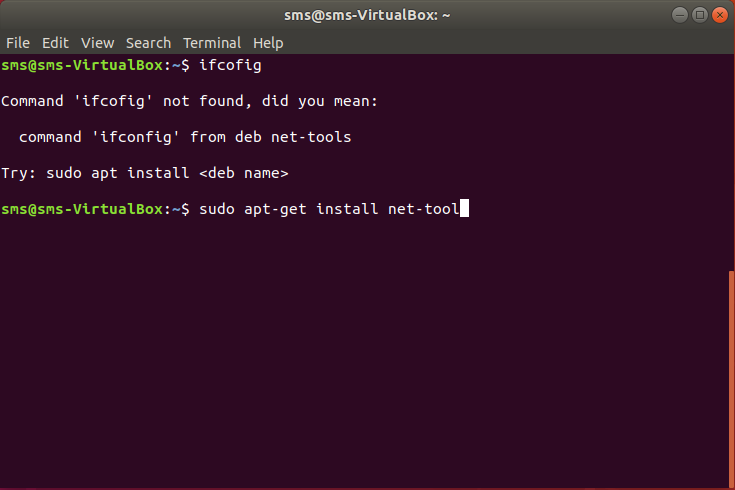 sms@sms-VirtualBox: ~
File Edit View Search Terminal Help
sms@sms-VirtualBox:~$ ifcofig
Command 'ifcofig' not found, did you mean:
command 'ifconfig' from deb net-tools
Try: sudo apt install <deb name>
sms@sms-VirtualBox:~$ sudo apt-get install net-tool